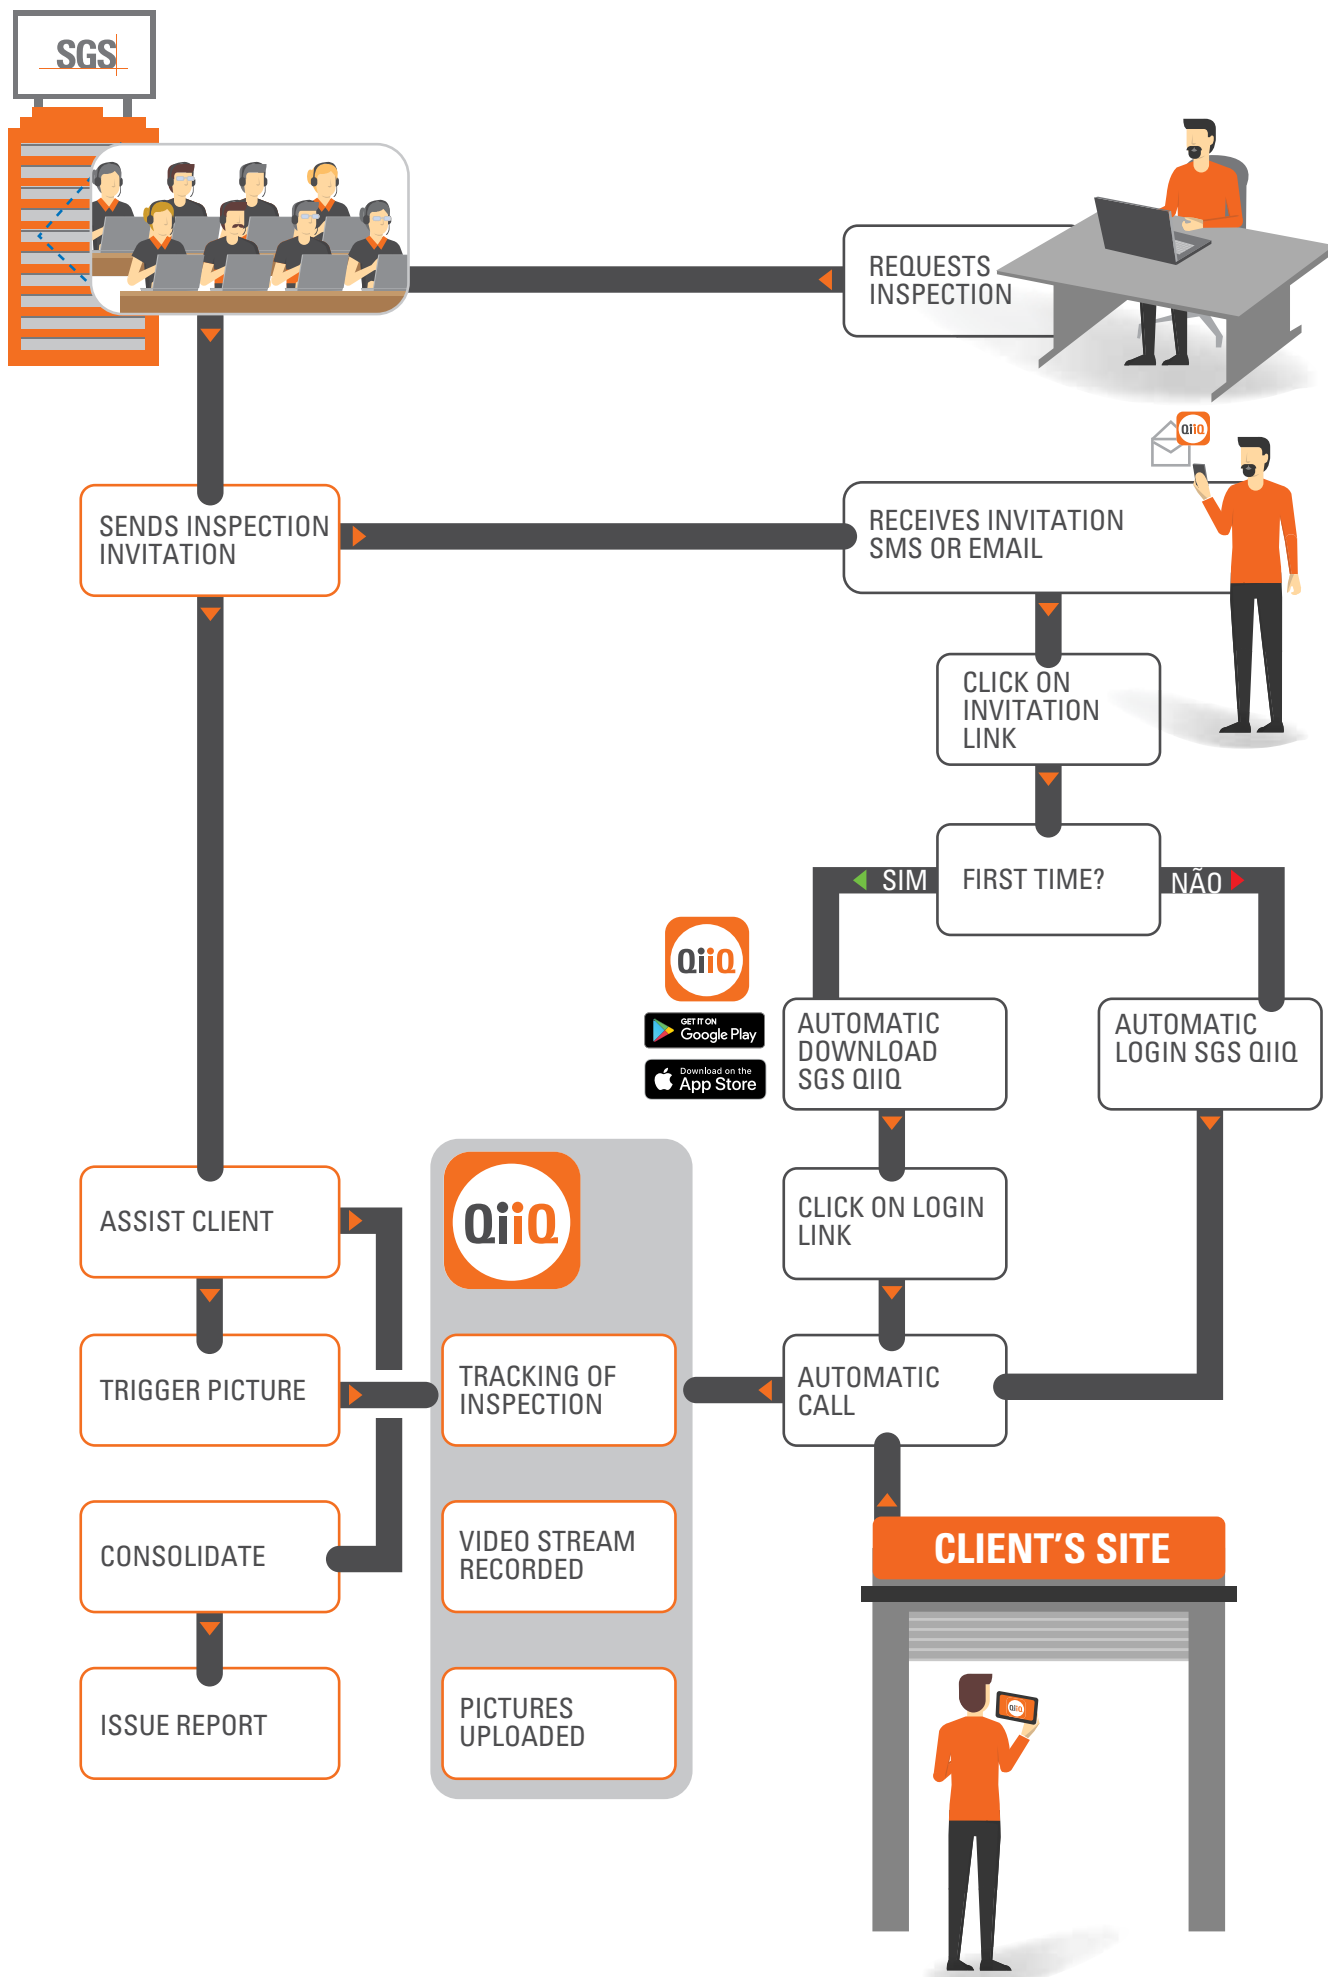 SGS
REQUESTS
INSPECTION
QiiQ
SENDS INSPECTION
INVITATION
RECEIVES INVITATION
SMS OR EMAIL
CLICK ON
INVITATION
LINK
SIM
FIRST TIME?
NÃO
QiiQ
GET IT ON
Google Play
Download on the
App Store
AUTOMATIC
DOWNLOAD
SGS QIIQ
AUTOMATIC
LOGIN SGS QIIQ
ASSIST CLIENT
QiiQ
CLICK ON LOGIN
LINK
TRIGGER PICTURE
TRACKING OF
INSPECTION
AUTOMATIC
CALL
CONSOLIDATE
VIDEO STREAM
RECORDED
CLIENT'S SITE
ISSUE REPORT
PICTURES
UPLOADED
QiiQ